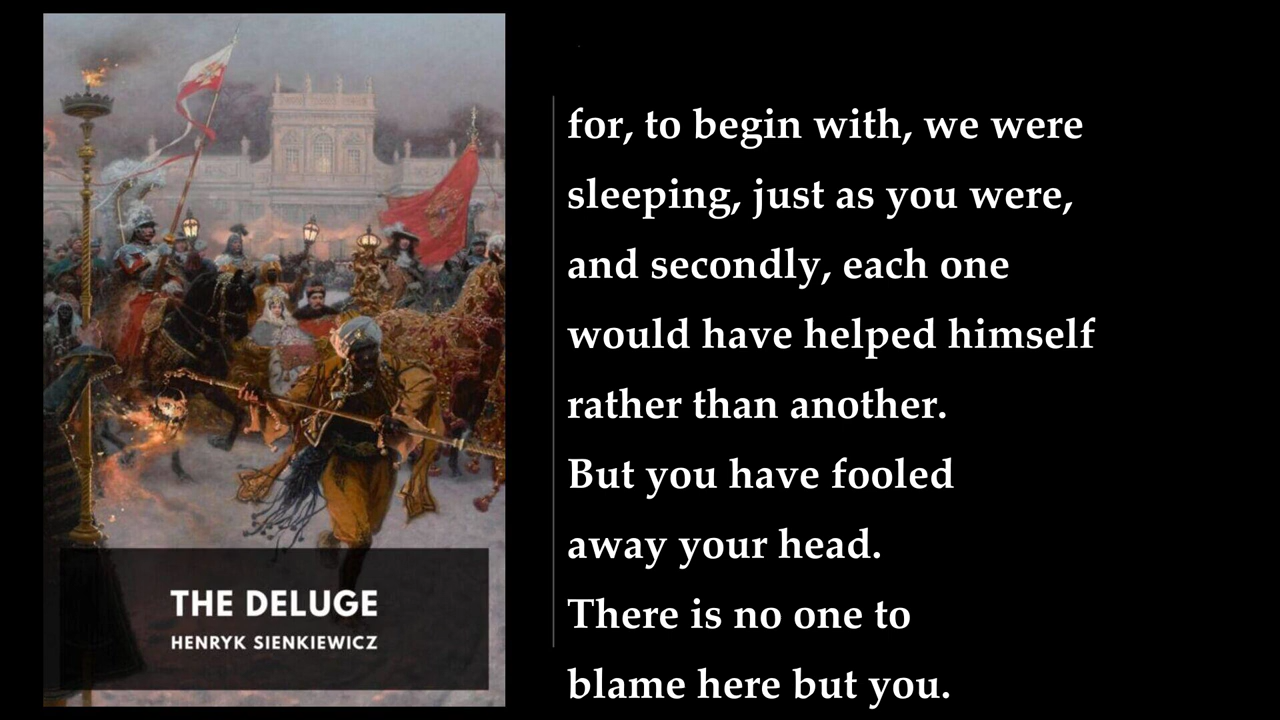 THE DELUGE
HENRYK SIENKIEWICZ
for, to begin with, we were
sleeping, just as you were,
and secondly, each one
would have helped himself
rather than another.
But you have fooled
away your head.
There is no one to
blame here but you.